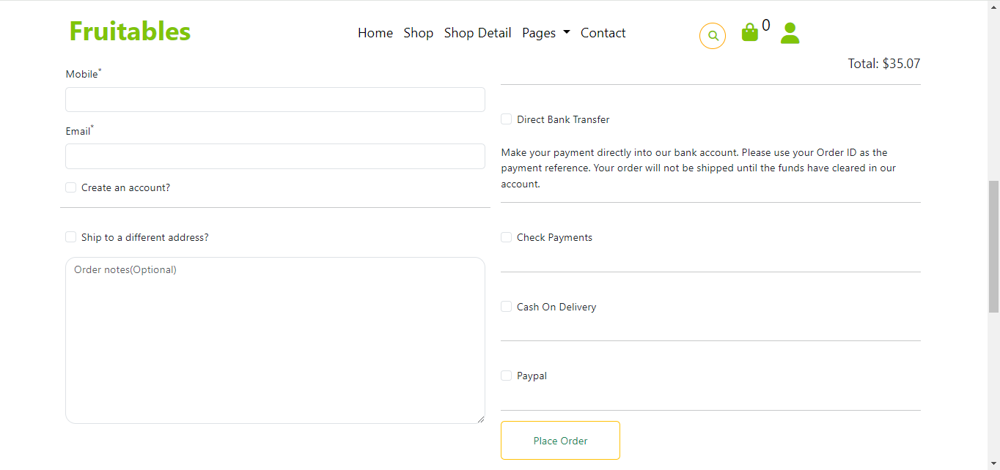 Fruitables
Home Shop Shop Detail Pages Contact
0
Mobile*
Email*
Create an account?
Ship to a different address?
Order notes(Optional)
Total: $35.07
Direct Bank Transfer
Make your payment directly into our bank account. Please use your Order ID as the
payment reference. Your order will not be shipped until the funds have cleared in our
account.
Check Payments
Cash On Delivery
Paypal
Place Order